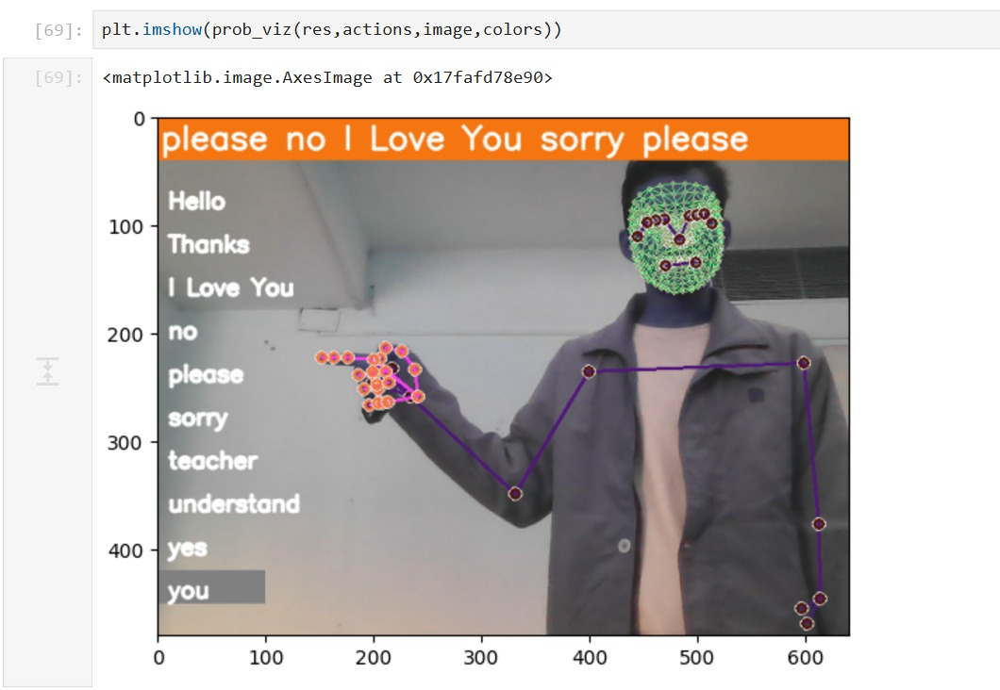 [69]: plt.imshow(prob_viz(res,actions,image,colors))
[69]: <matplotlib.image.AxesImage at 0x17fafd78e90>
please no I Love You sorry please
Hello
Thanks
I Love You
no
please
sorry
teacher
understand
yes
you
0
100
200
300
400
0 100 200 300 400 500 600